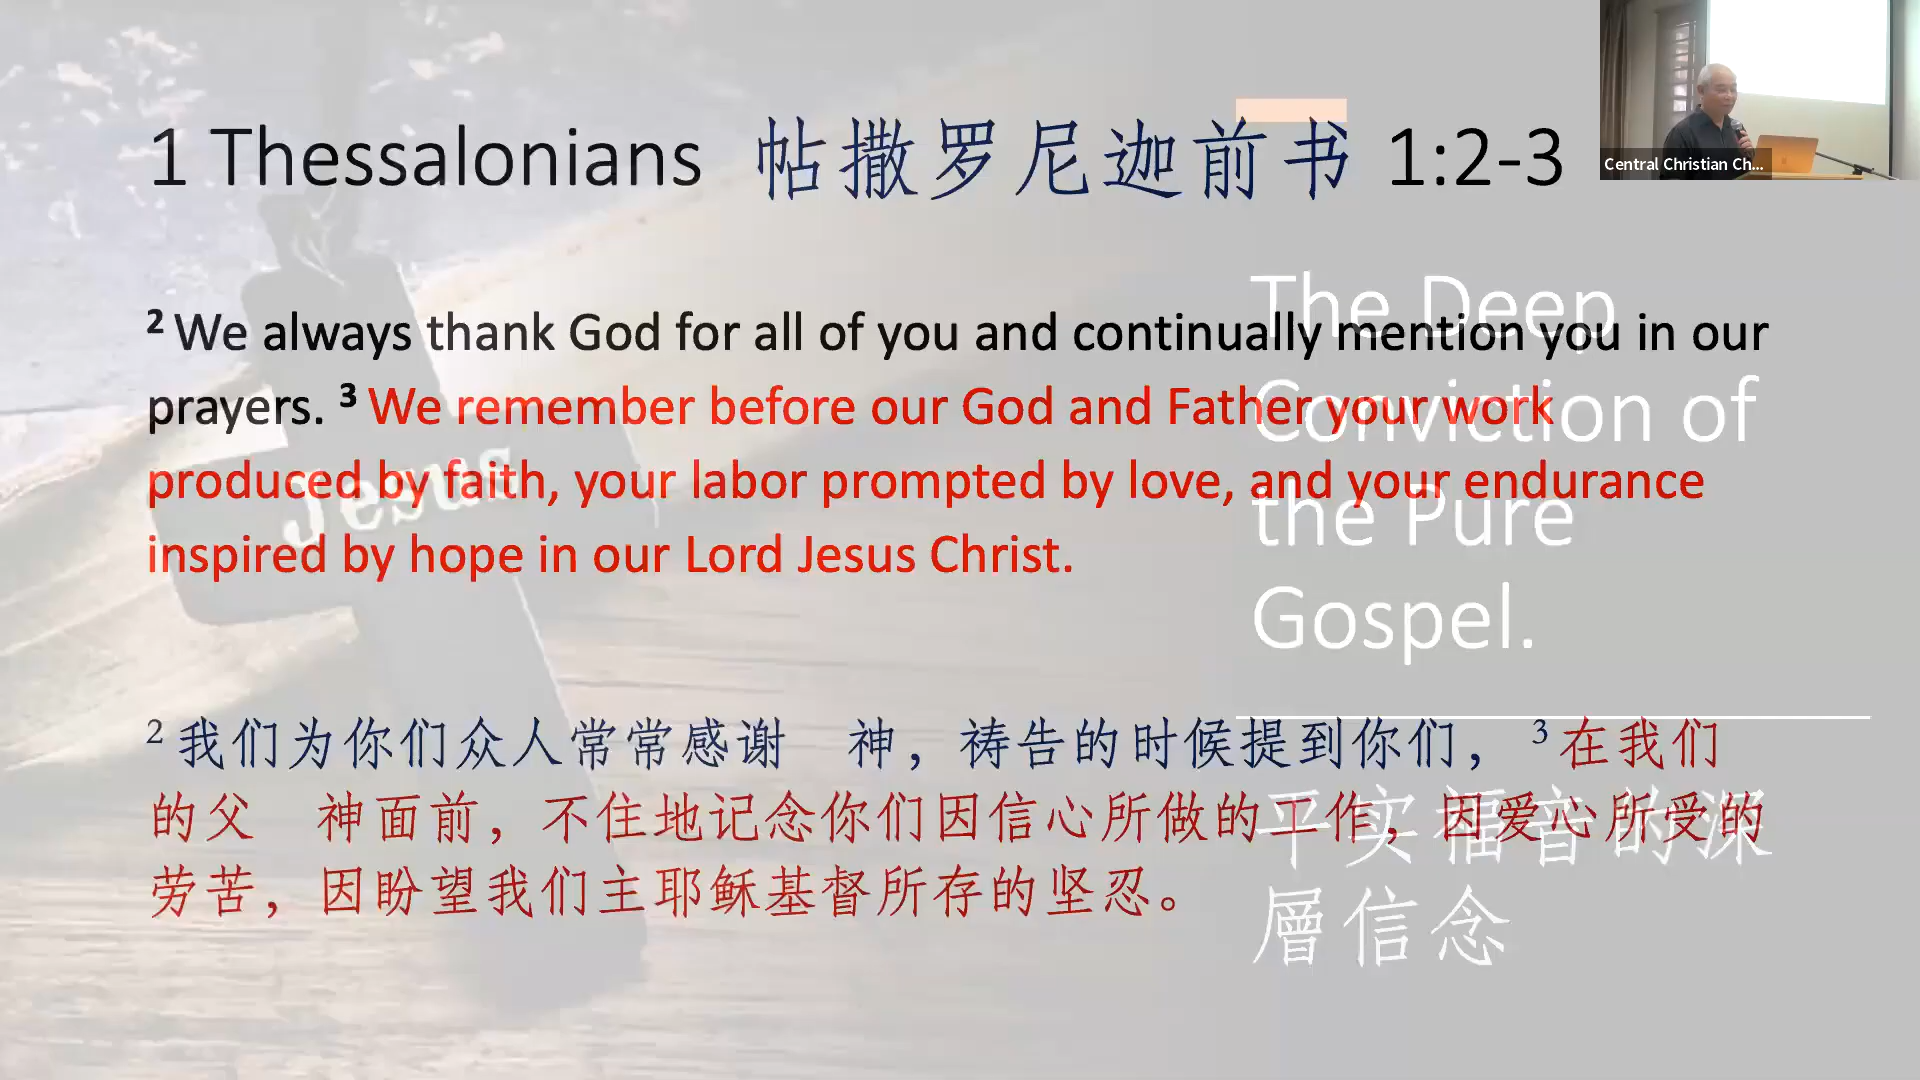 1 Thessalonians 帖撒罗尼迦前书 1:2-3
Central Christian Ch...
2 We always thank God for all of you and continually mention you in our
prayers. 3 We remember before our God and Father your work
produced by faith, your labor prompted by love, and your endurance
inspired by hope in our Lord Jesus Christ.
Jesus
The Deep
Conviction of
the Pure
Gospel.
2 我们为你们众人常常感谢　神，祷告的时候提到你们，3 在我们
的父　神面前，不住地记念你们因信心所做的工作，因爱心所受的
劳苦，因盼望我们主耶稣基督所存的坚忍。
平实福音的深
層信念